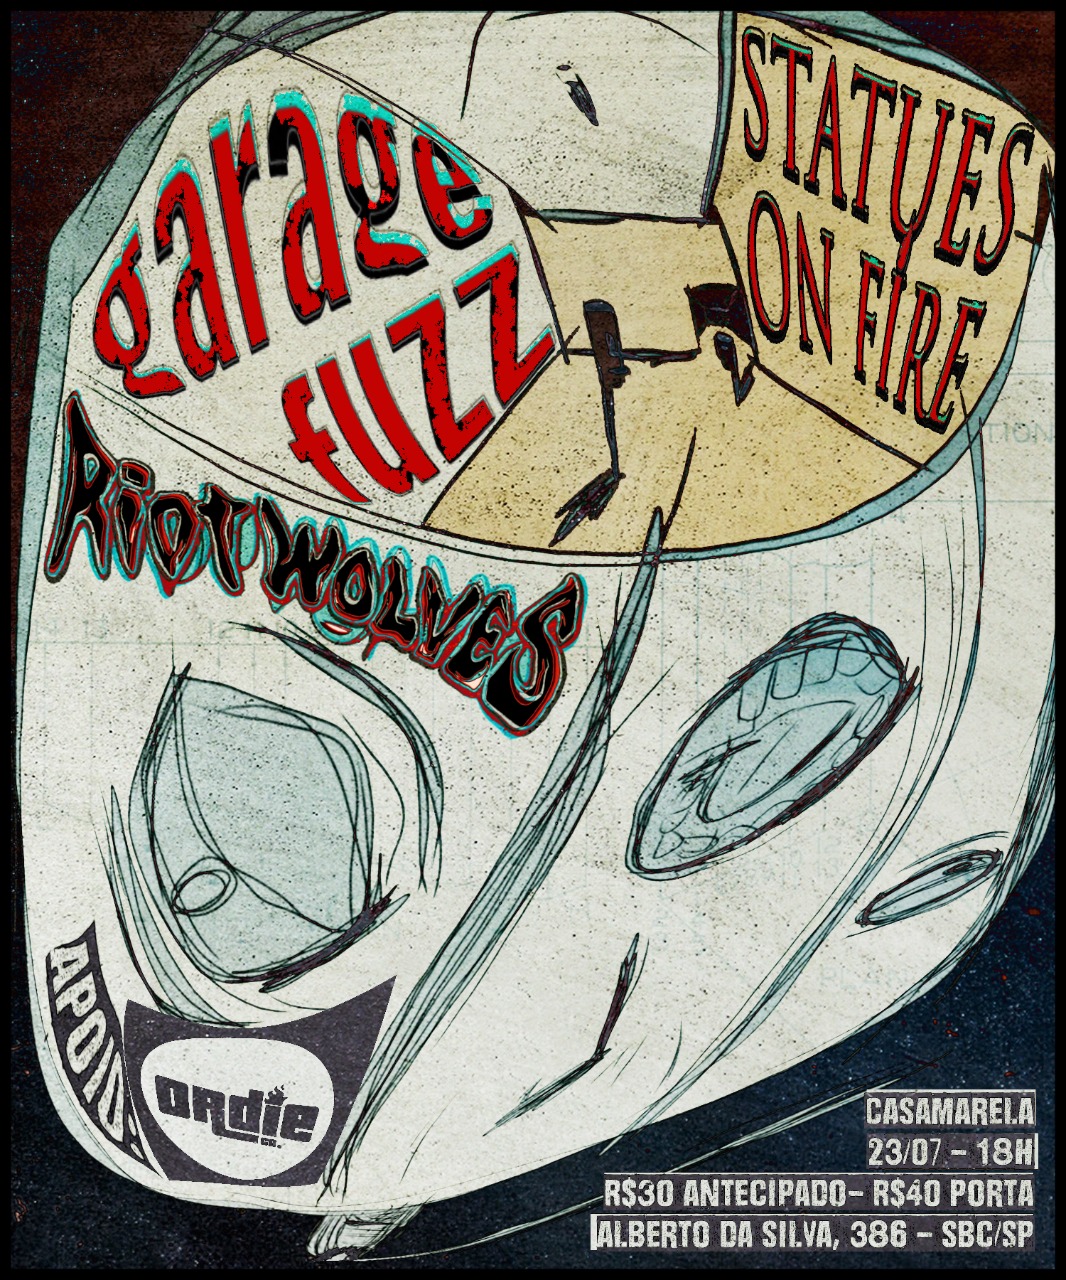 garage
fuzz
STATUES
ON FIRE
RIOT WOLVES
APOIO:
ORdie
CO.
CASAMARELA
23/07 - 18H
R$30 ANTECIPADO- R$40 PORTA
ALBERTO DA SILVA, 386 - SBC/SP